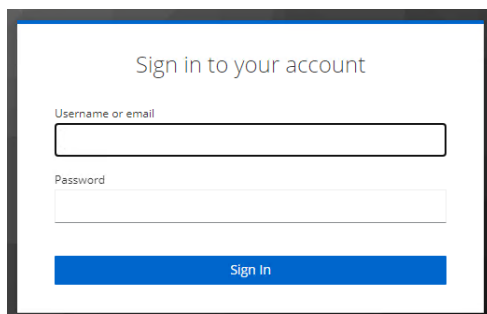 Sign in to your account
Username or email
Password
Sign In